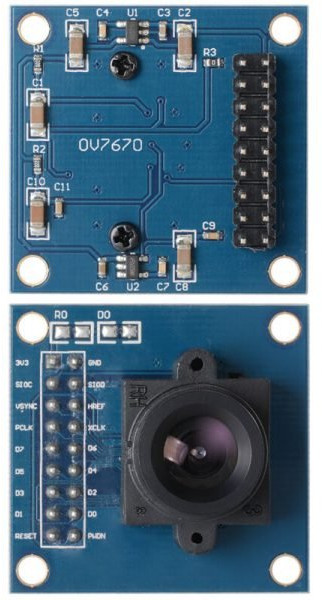 C5 C4 U1 C3 C2
R1
R3
C1
OV7670
R2
C10 C11
C9
C6 U2 C7 C8
R0 D0
3V3 GND
SIOC SIOD
VSYNC HREF
PCLK XCLK
D7 D6
D5 D4
D3 D2
D1 D0
RESET PWDN